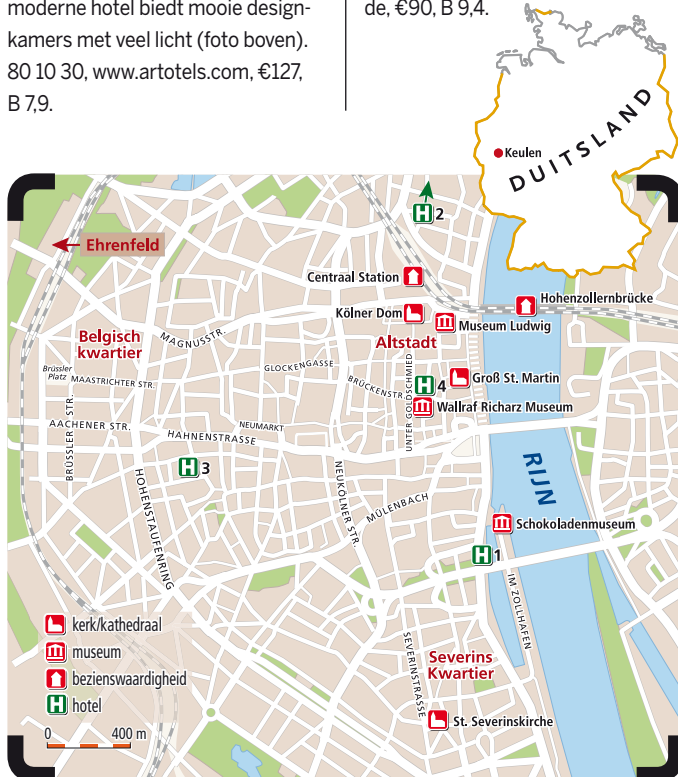 moderne hotel biedt mooie design-
kamers met veel licht (foto boven).
80 10 30, www.artotels.com, €127,
B 7,9.
de, €90, B 9,4.
Keulen
DUITSLAND
H 2
Ehrenfeld
Centraal Station
Hohenzollernbrücke
Kölner Dom
Museum Ludwig
Belgisch
kwartier
MAGNUSSTR.
Altstadt
GLOCKENGASSE
Brüssler
Platz
MAASTRICHTER STR.
BRÜCKENSTR.
UNTER GOLDSCHMIED
H 4
Groß St. Martin
Wallraf Richarz Museum
AACHENER STR.
BRÜSSLER STR.
HAHNENSTRASSE
NEUMARKT
H 3
RIJN
HOHENSTAUFENRING
NEUKÖLNER STR.
MÜLENBACH
Schokoladenmuseum
H 1
IM ZOLLHAFEN
SEVERINSTRASSE
Severins
Kwartier
St. Severinskirche
kerk/kathedraal
museum
bezienswaardigheid
H hotel
0 400 m